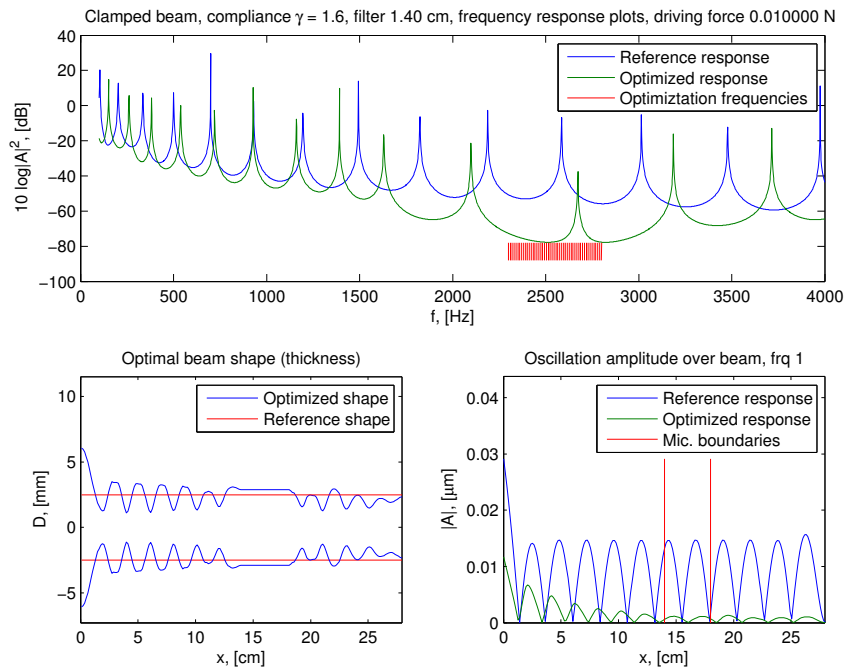 Clamped beam, compliance γ = 1.6, filter 1.40 cm, frequency response plots, driving force 0.010000 N
40
20
0
−20
−40
−60
−80
−100
10 log|A|², [dB]
Reference response
Optimized response
Optimiztation frequencies
0 500 1000 1500 2000 2500 3000 3500 4000
f, [Hz]
Optimal beam shape (thickness)
10
5
0
−5
D, [mm]
Optimized shape
Reference shape
0 5 10 15 20 25
x, [cm]
Oscillation amplitude over beam, frq 1
0.04
0.03
0.02
0.01
0
|A|, [µm]
Reference response
Optimized response
Mic. boundaries
0 5 10 15 20 25
x, [cm]